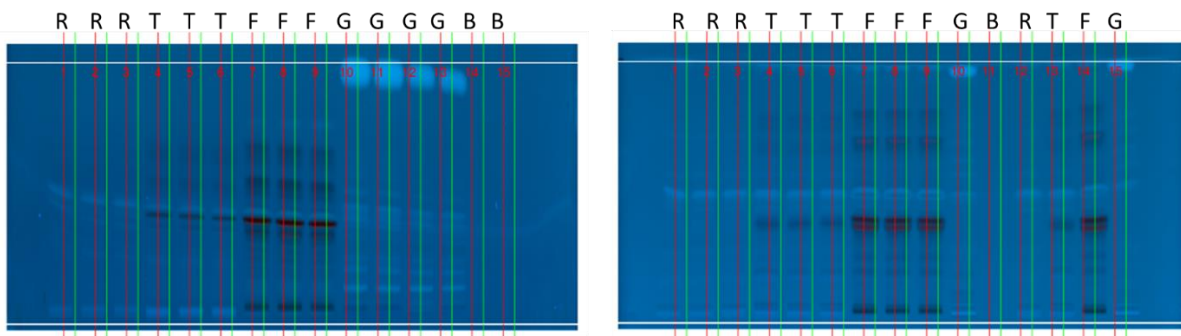 R R R T T T F F F G G G G B B
1 2 3 4 5 6 7 8 9 10 11 12 13 14 15
R R R T T T F F F G B R T F G
1 2 3 4 5 6 7 8 9 10 11 12 13 14 15